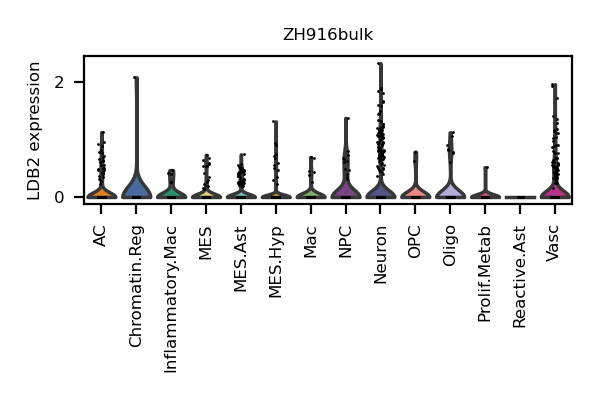 ZH916bulk
LDB2 expression
2
0
AC
Chromatin.Reg
Inflammatory.Mac
MES
MES.Ast
MES.Hyp
Mac
NPC
Neuron
OPC
Oligo
Prolif.Metab
Reactive.Ast
Vasc